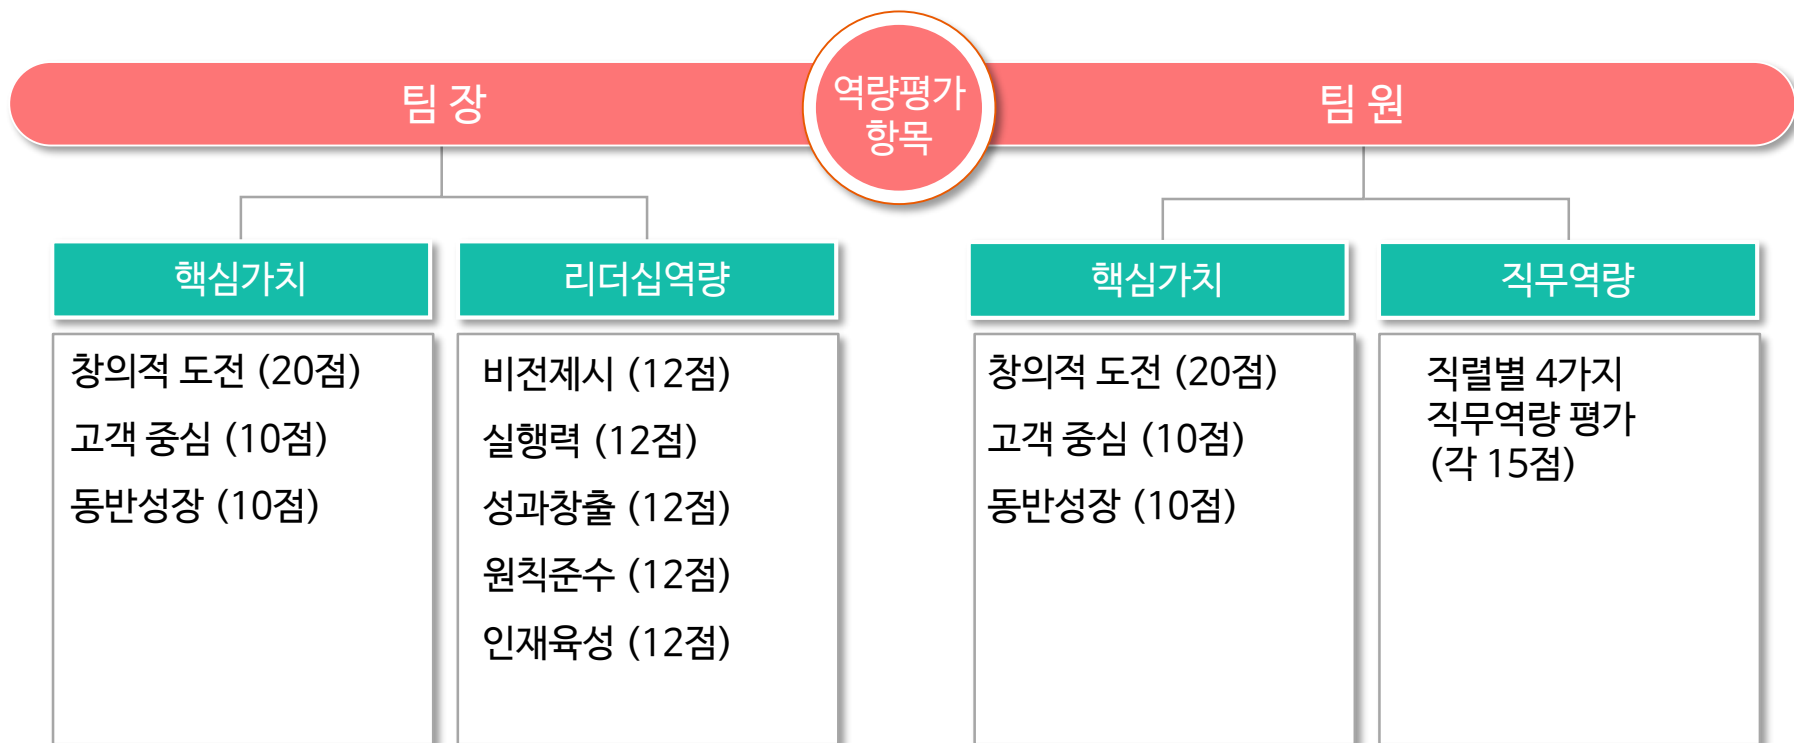 역량평가
항목
팀 장
팀 원
핵심가치
창의적 도전 (20점)
고객 중심 (10점)
동반성장 (10점)
리더십역량
비전제시 (12점)
실행력 (12점)
성과창출 (12점)
원칙준수 (12점)
인재육성 (12점)
핵심가치
창의적 도전 (20점)
고객 중심 (10점)
동반성장 (10점)
직무역량
직렬별 4가지
직무역량 평가
(각 15점)